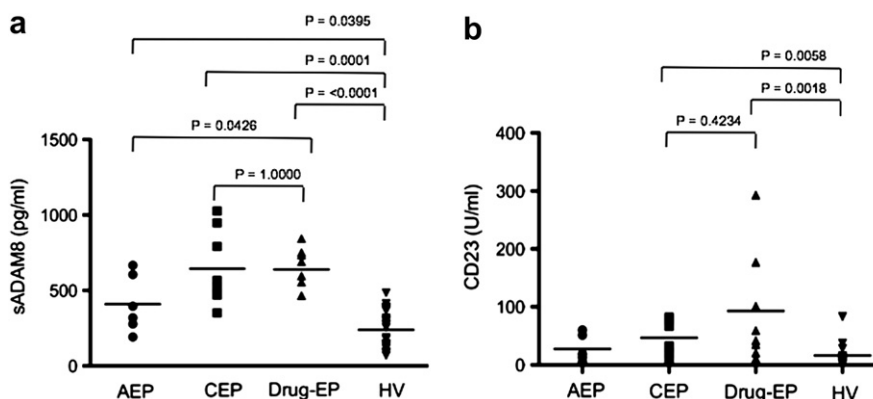 a
P = 0.0395
P = 0.0001
P = <0.0001
P = 0.0426
P = 1.0000
1500
1000
500
0
sADAM8 (pg/ml)
AEP CEP Drug-EP HV
b
P = 0.0058
P = 0.0018
P = 0.4234
400
300
200
100
0
CD23 (U/ml)
AEP CEP Drug-EP HV